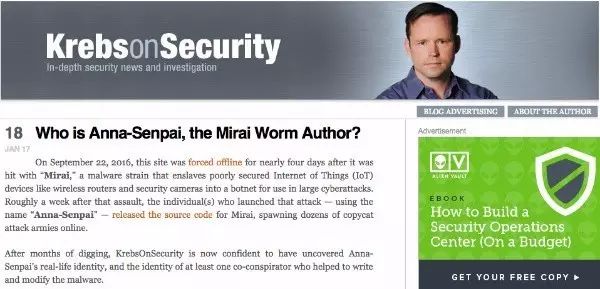 KrebsonSecurity
In-depth security news and investigation
BLOG ADVERTISING
ABOUT THE AUTHOR
18
JAN 17
Who is Anna-Senpai, the Mirai Worm Author?
On September 22, 2016, this site was forced offline for nearly four days after it was
hit with “Mirai,” a malware strain that enslaves poorly secured Internet of Things (IoT)
devices like wireless routers and security cameras into a botnet for use in large cyberattacks.
Roughly a week after that assault, the individual(s) who launched that attack — using the
name “Anna-Senpai” — released the source code for Mirai, spawning dozens of copycat
attack armies online.
After months of digging, KrebsOnSecurity is now confident to have uncovered Anna-
Senpai’s real-life identity, and the identity of at least one co-conspirator who helped to write
and modify the malware.
Advertisement
ALIEN VAULT
EBOOK
How to Build a
Security Operations
Center (On a Budget)
GET YOUR FREE COPY